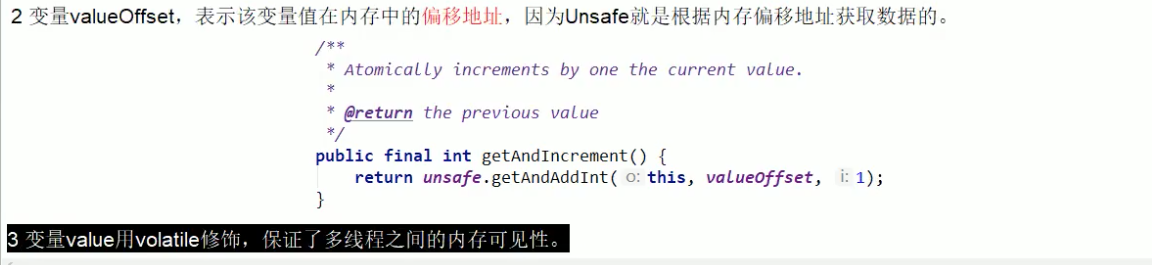 2 变量valueOffset，表示该变量值在内存中的偏移地址，因为Unsafe就是根据内存偏移地址获取数据的。
/**
* Atomically increments by one the current value.
*
* @return the previous value
*/
public final int getAndIncrement() {
return unsafe.getAndAddInt( o: this, valueOffset, i: 1);
}
3 变量value用volatile修饰，保证了多线程之间的内存可见性。